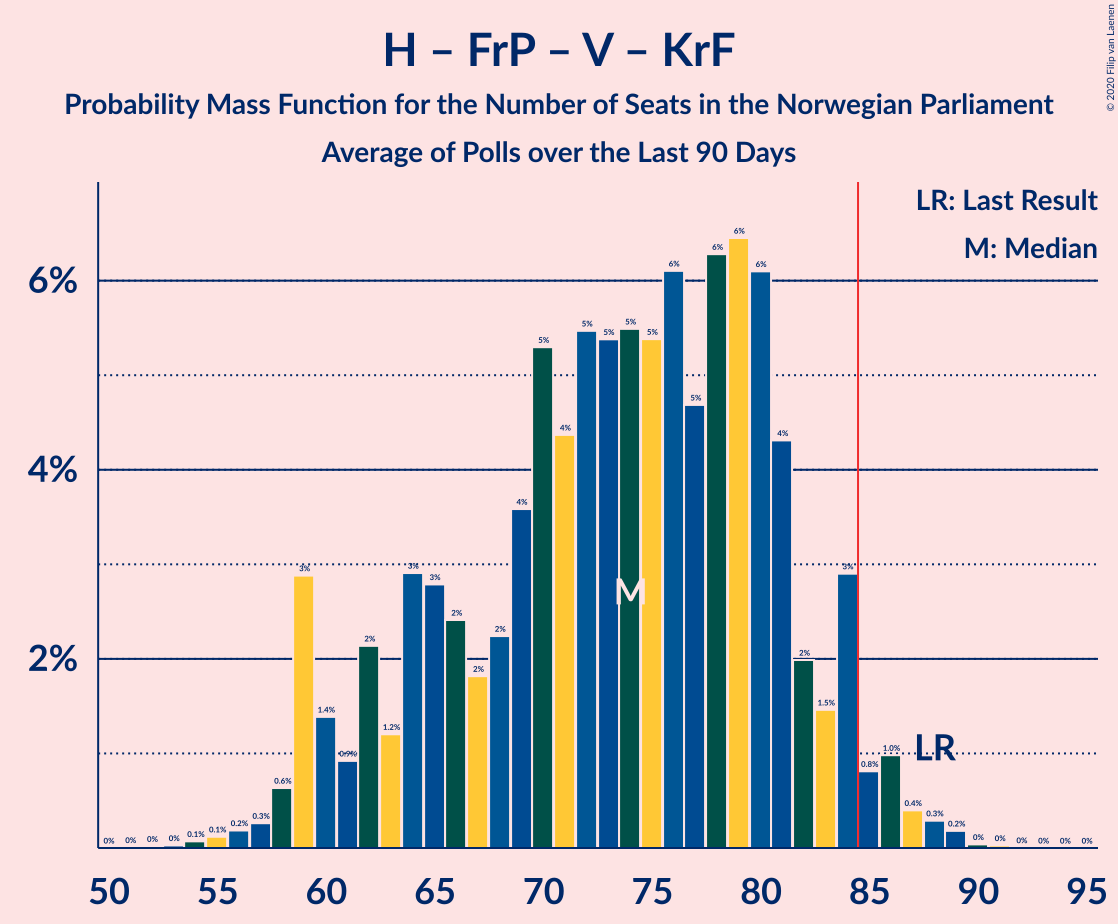 H – FrP – V – KrF
Probability Mass Function for the Number of Seats in the Norwegian Parliament
Average of Polls over the Last 90 Days
© 2020 Filip van Laenen
LR: Last Result
M: Median
6%
4%
2%
0% 0% 0% 0% 0.1% 0.1% 0.2% 0.3% 0.6% 3% 1.4% 0.9% 2% 1.2% 3% 3% 2% 2% 2% 4% 5% 4% 5% 5% 5% 5% 6% 5% 6% 6% 6% 4% 2% 1.5% 3% 0.8% 1.0% 0.4% 0.3% 0.2% 0% 0% 0% 0% 0% 0%
M
LR
50 55 60 65 70 75 80 85 90 95